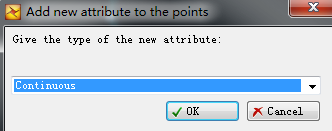 Add new attribute to the points
Give the type of the new attribute:
Continuous
OK
Cancel